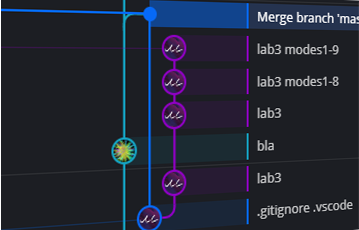 Merge branch 'mas
lab3 modes1-9
lab3 modes1-8
lab3
bla
lab3
.gitignore .vscode